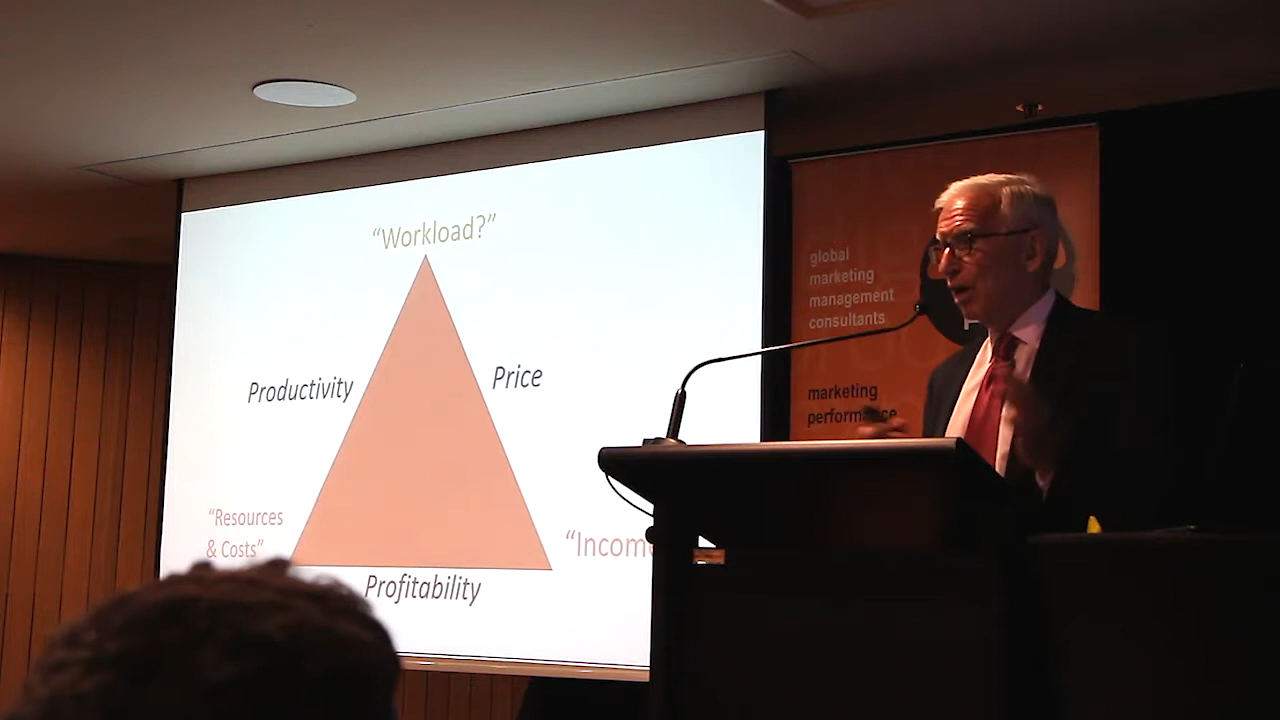 “Workload?”
Productivity
Price
“Resources
& Costs”
Profitability
global
marketing
management
consultants
marketing